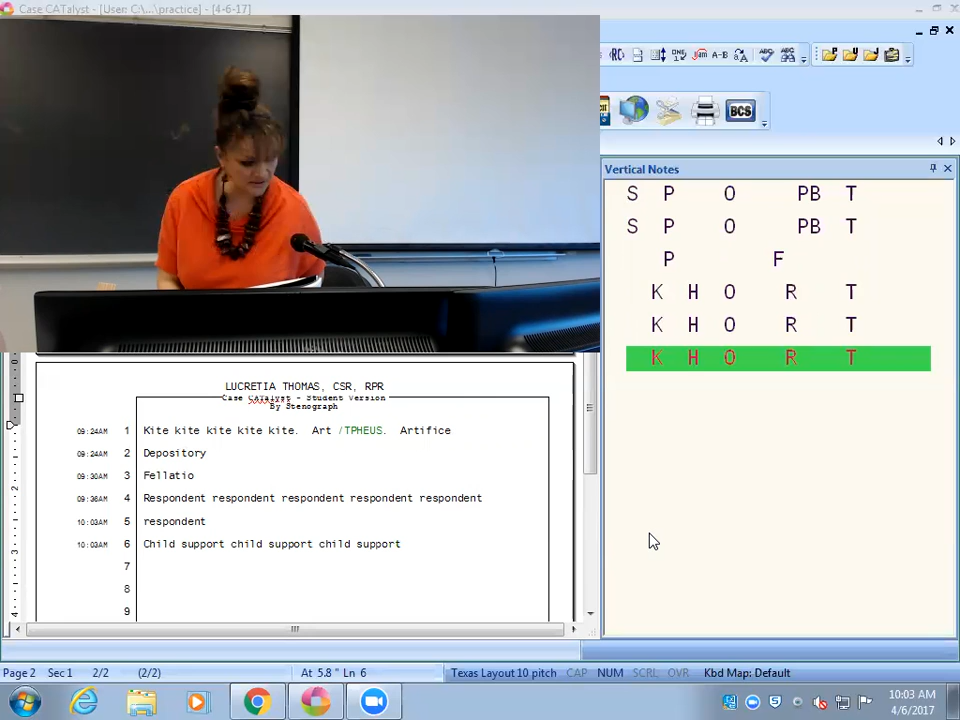 Case CATalyst - [User: C:\...\practice] - [4-6-17]
BCS
Vertical Notes
S P O PB T
S P O PB T
P F
K H O R T
K H O R T
K H O R T
LUCRETIA THOMAS, CSR, RPR
Case CATalyst - Student Version
By Stenograph
09:24AM 1 Kite kite kite kite kite. Art /TPHEUS. Artifice
09:24AM 2 Depository
09:30AM 3 Fellatio
09:36AM 4 Respondent respondent respondent respondent respondent
10:03AM 5 respondent
10:03AM 6 Child support child support child support
7
8
9
Page 2 Sec 1 2/2 (2/2) At 5.8 " Ln 6 Texas Layout 10 pitch CAP NUM SCRL OVR Kbd Map: Default
10:03 AM
4/6/2017